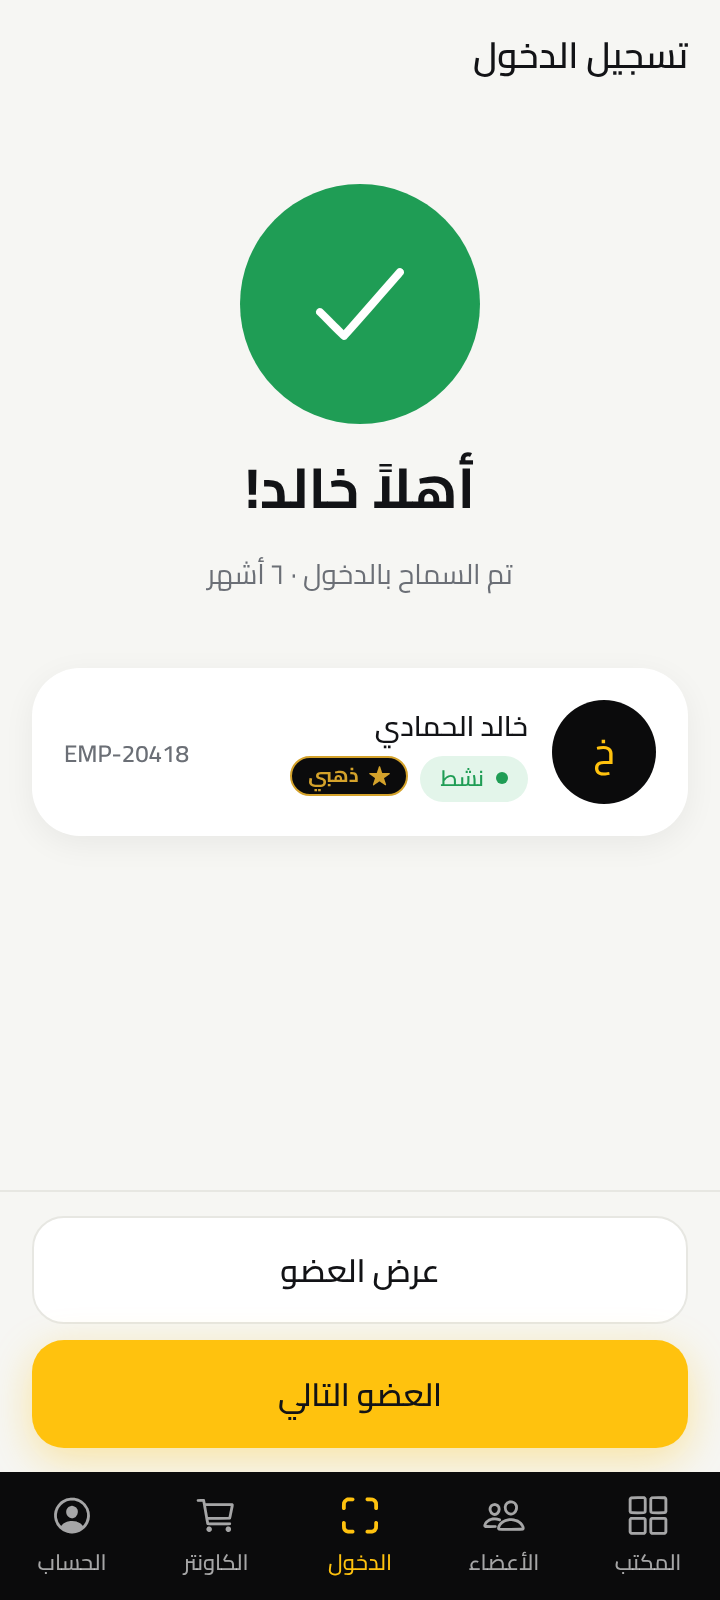 تسجيل الدخول
أهلاً خالد!
تم السماح بالدخول · ٦ أشهر
خ
خالد الحمادي
نشط
ذهبي
EMP-20418
عرض العضو
العضو التالي
المكتب
الأعضاء
الدخول
الكاونتر
الحساب